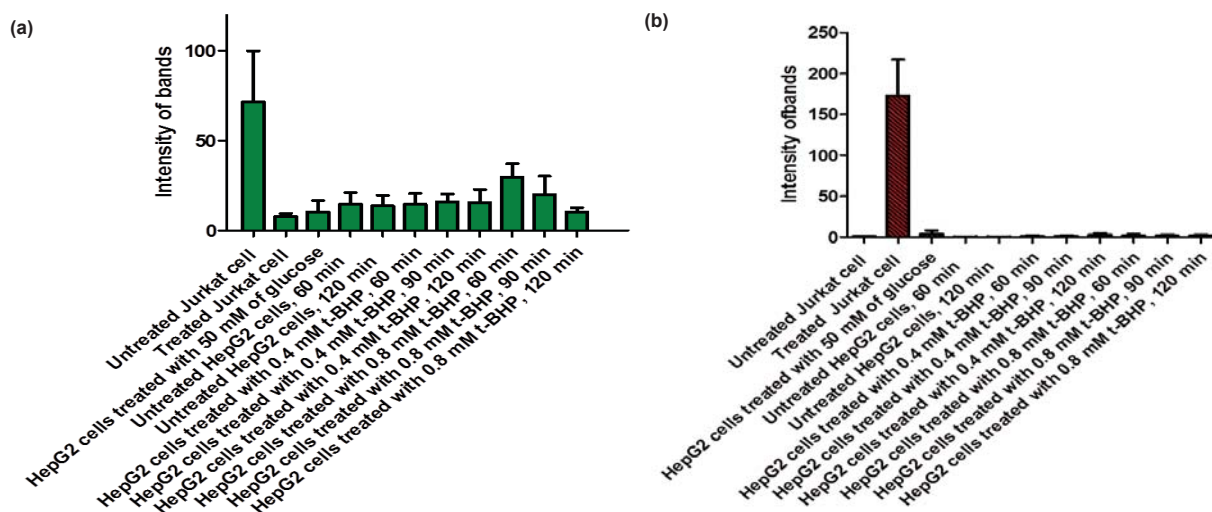 (a)
Intensity of bands
100
50
0
Untreated Jurkat cell
Treated Jurkat cell
HepG2 cells treated with 50 mM of glucose
Untreated HepG2 cells, 60 min
Untreated HepG2 cells, 120 min
HepG2 cells treated with 0.4 mM t-BHP, 60 min
HepG2 cells treated with 0.4 mM t-BHP, 90 min
HepG2 cells treated with 0.4 mM t-BHP, 120 min
HepG2 cells treated with 0.8 mM t-BHP, 60 min
HepG2 cells treated with 0.8 mM t-BHP, 90 min
HepG2 cells treated with 0.8 mM t-BHP, 120 min
(b)
Intensity ofbands
250
200
150
100
50
0
Untreated Jurkat cell
Treated Jurkat cell
HepG2 cells treated with 50 mM of glucose
Untreated HepG2 cells, 60 min
Untreated HepG2 cells, 120 min
HepG2 cells treated with 0.4 mM t-BHP, 60 min
HepG2 cells treated with 0.4 mM t-BHP, 90 min
HepG2 cells treated with 0.4 mM t-BHP, 120 min
HepG2 cells treated with 0.8 mM t-BHP, 60 min
HepG2 cells treated with 0.8 mM t-BHP, 90 min
HepG2 cells treated with 0.8 mM t-BHP, 120 min